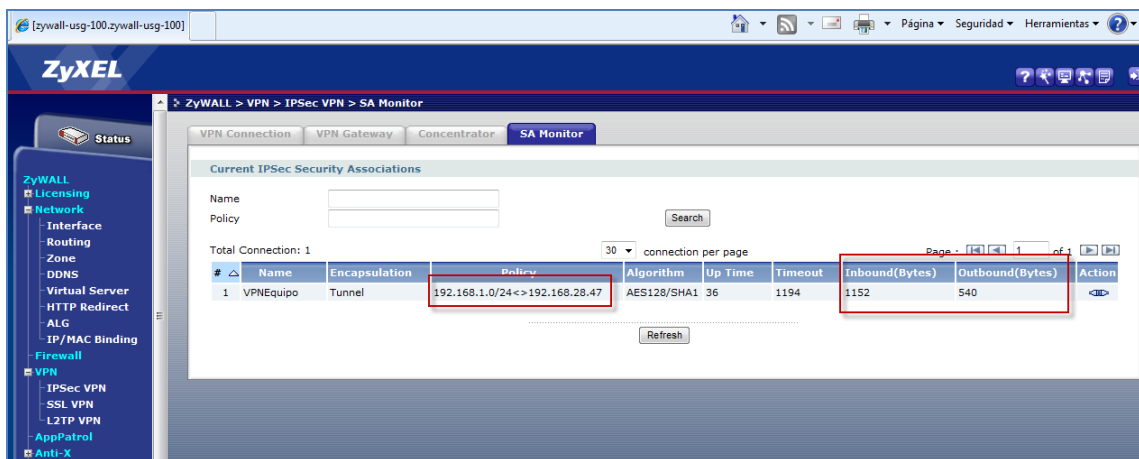 [zywall-usg-100.zywall-usg-100]
Página Seguridad Herramientas
ZyXEL
ZyWALL > VPN > IPSec VPN > SA Monitor
Status
VPN Connection VPN Gateway Concentrator SA Monitor
Current IPSec Security Associations
ZyWALL
Licensing
Network
Interface
Routing
Zone
DDNS
Virtual Server
HTTP Redirect
ALG
IP/MAC Binding
Firewall
VPN
IPSec VPN
SSL VPN
L2TP VPN
AppPatrol
Anti-X
Name
Policy
Search
Total Connection: 1 30 connection per page Page : 1 of 1
# Name Encapsulation Policy Algorithm Up Time Timeout Inbound(Bytes) Outbound(Bytes) Action
1 VPNEquipo Tunnel 192.168.1.0/24<>192.168.28.47 AES128/SHA1 36 1194 1152 540
Refresh